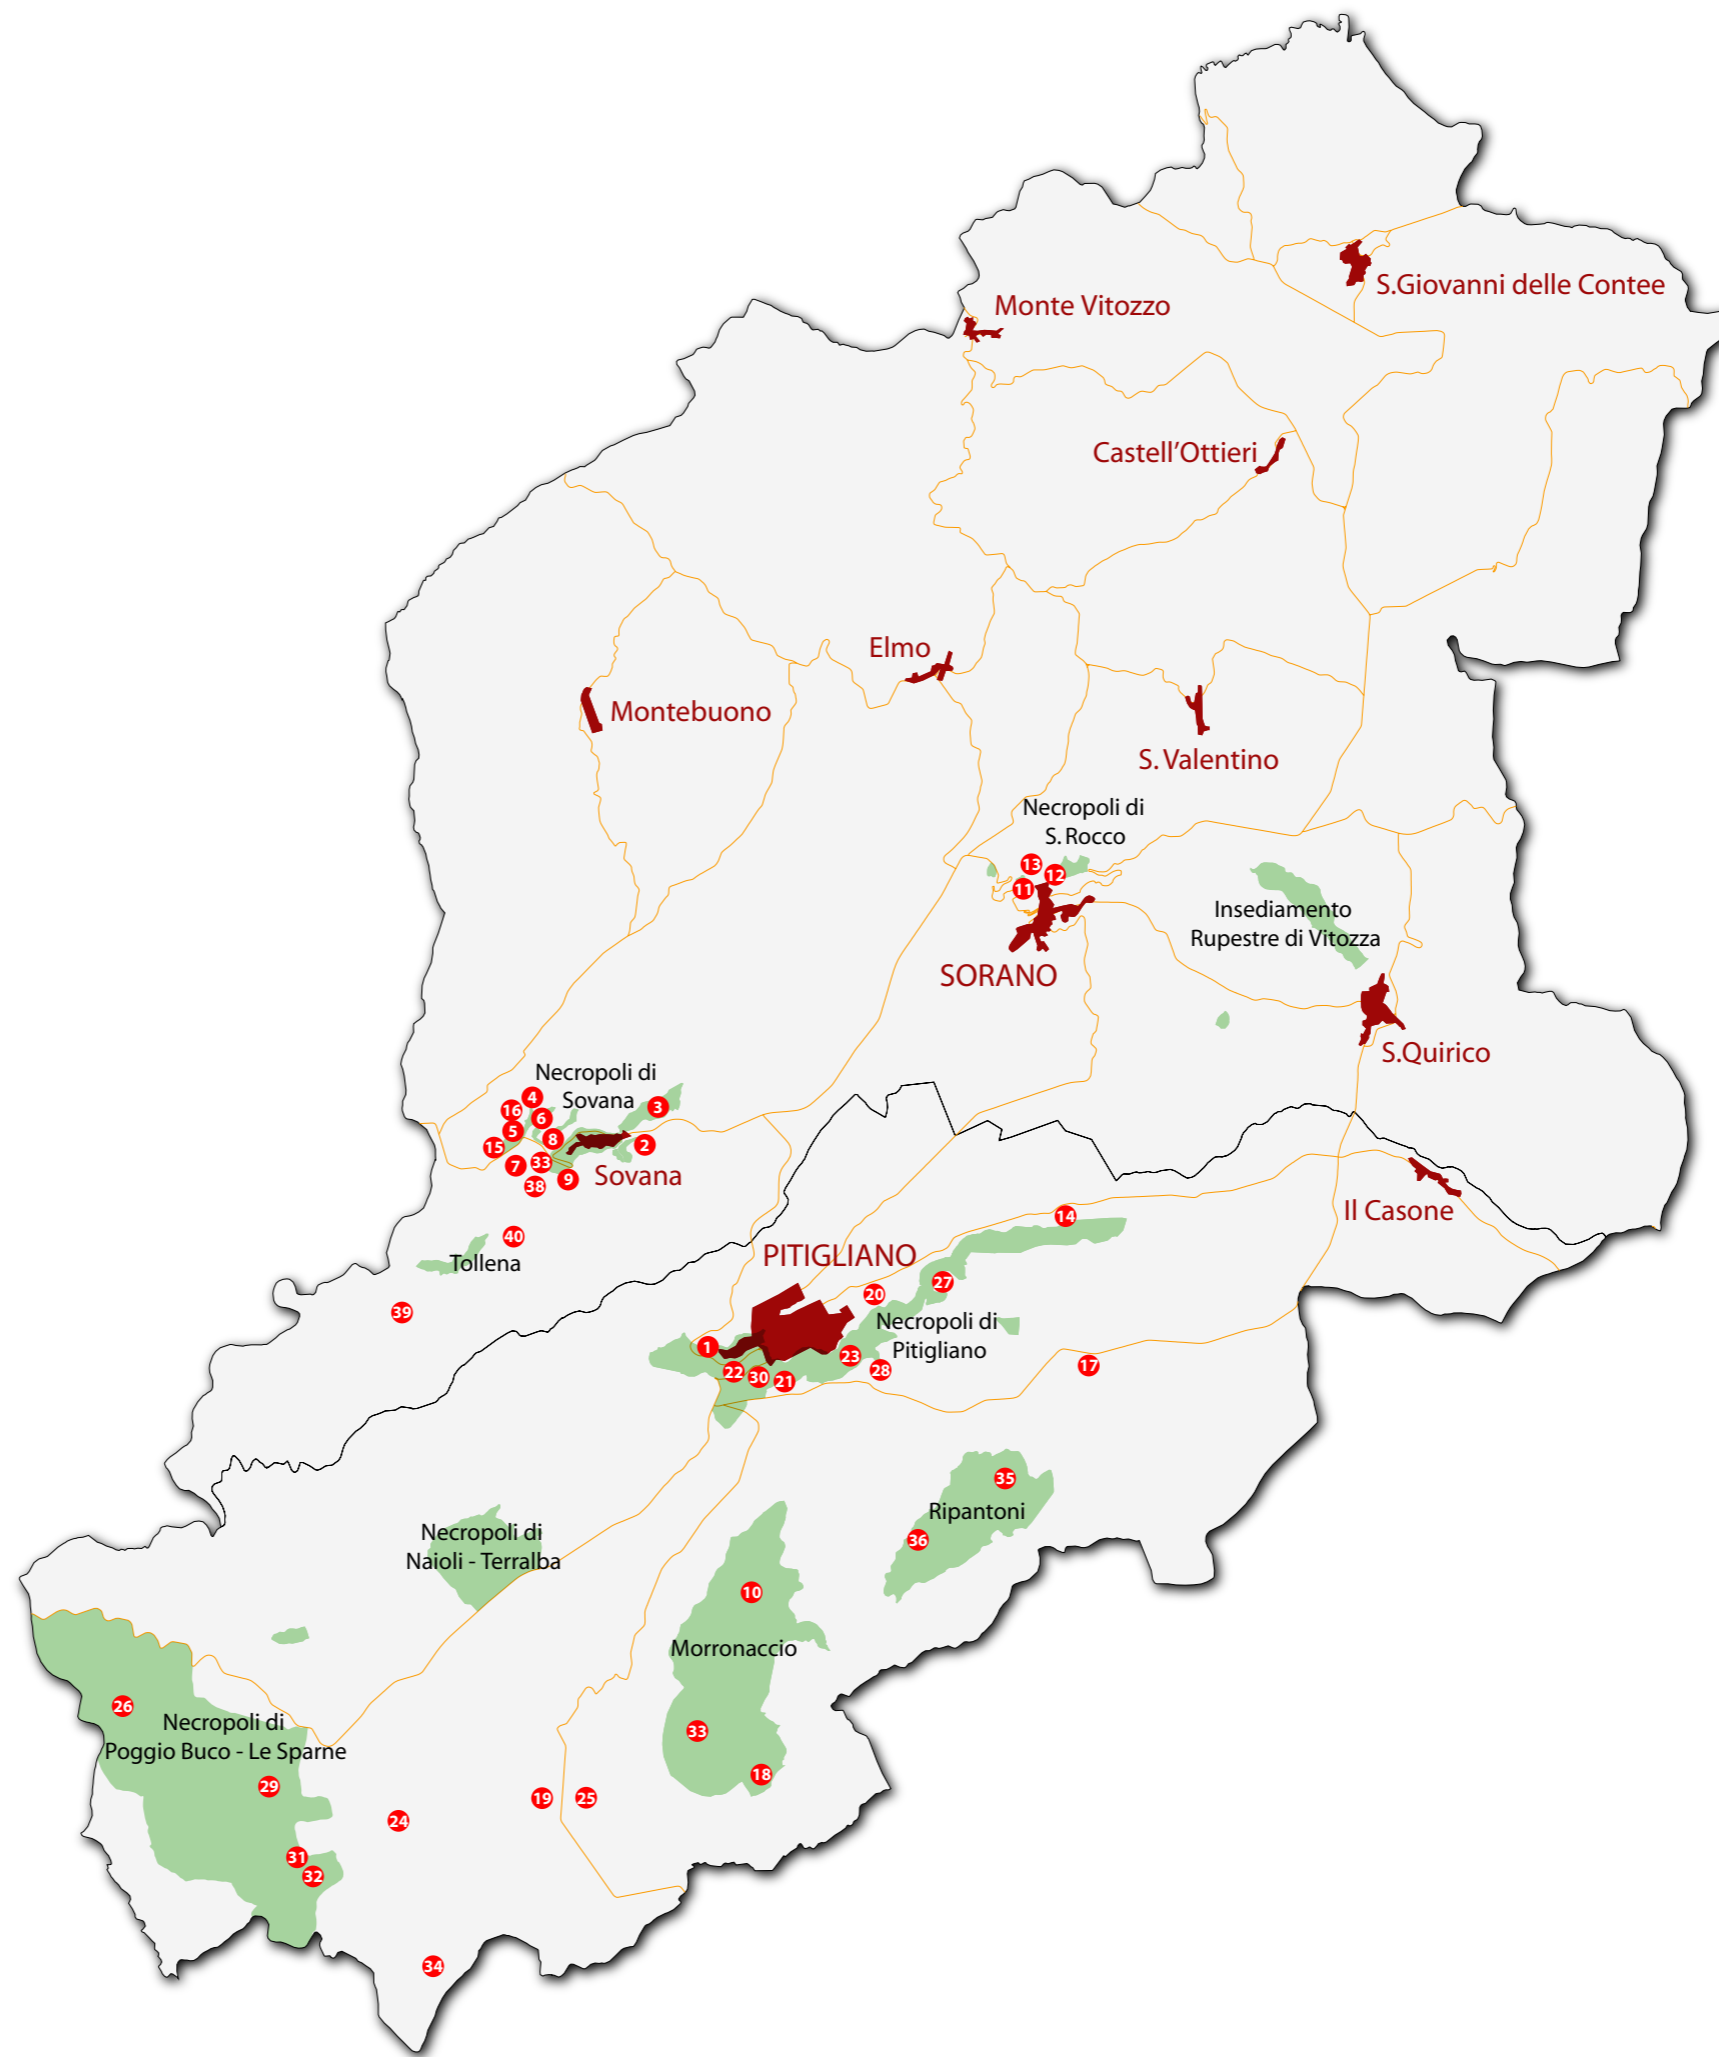 S.Giovanni delle Contee
Monte Vitozzo
Castell'Ottieri
Elmo
Montebuono
S. Valentino
Necropoli di
S. Rocco
13
12
11
Insediamento
Rupestre di Vitozza
SORANO
S.Quirico
Necropoli di
Sovana
4
16
6
3
5
8
2
15
7
33
9
38
Sovana
Il Casone
14
40
Tollena
PITIGLIANO
27
20
39
Necropoli di
Pitigliano
1
23
17
22
30
21
28
35
Ripantoni
36
Necropoli di
Naioli - Terralba
10
Morronaccio
26
Necropoli di
Poggio Buco - Le Sparne
33
18
29
19
25
24
31
32
34